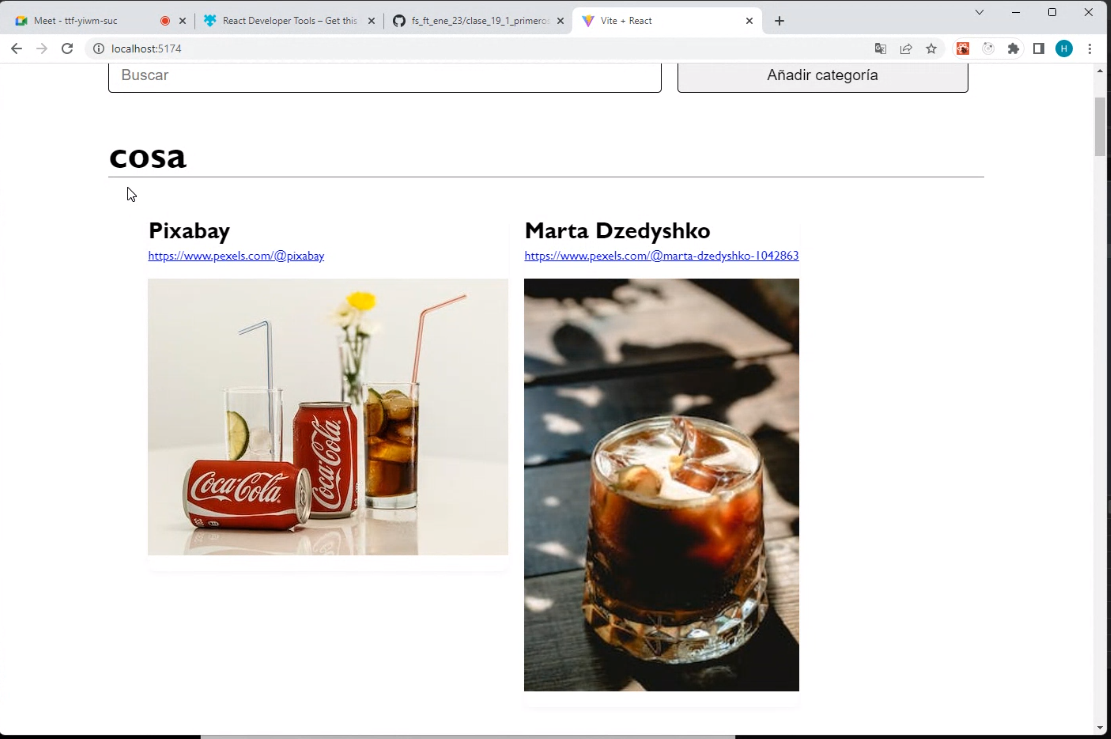 Meet - ttf-yiwm-suc
React Developer Tools – Get this
fs_ft_ene_23/clase_19_1_primeros
Vite + React
localhost:5174
H
Buscar
Añadir categoría
cosa
Pixabay
Marta Dzedyshko
https://www.pexels.com/@pixabay
https://www.pexels.com/@marta-dzedyshko-1042863
Coca-Cola
Coca-Cola